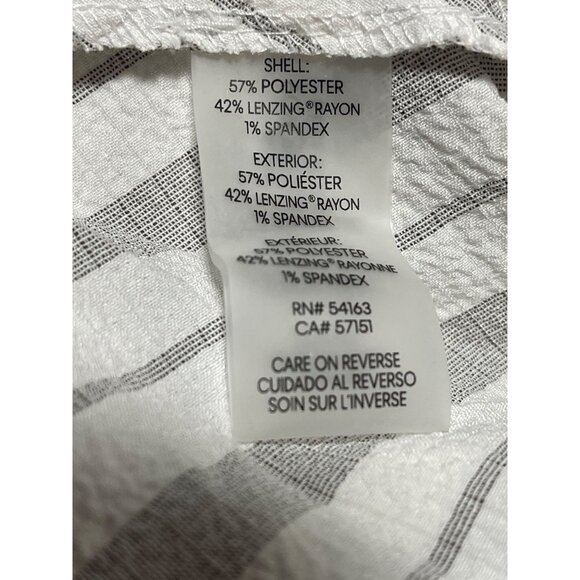 SHELL:
57% POLYESTER
42% LENZING® RAYON
1% SPANDEX
EXTERIOR:
57% POLIÉSTER
42% LENZING® RAYON
1% SPANDEX
EXTÉRIEUR:
57% POLYESTER
42% LENZING® RAYONNE
1% SPANDEX
RN# 54163
CA# 57151
CARE ON REVERSE
CUIDADO AL REVERSO
SOIN SUR L'INVERSE